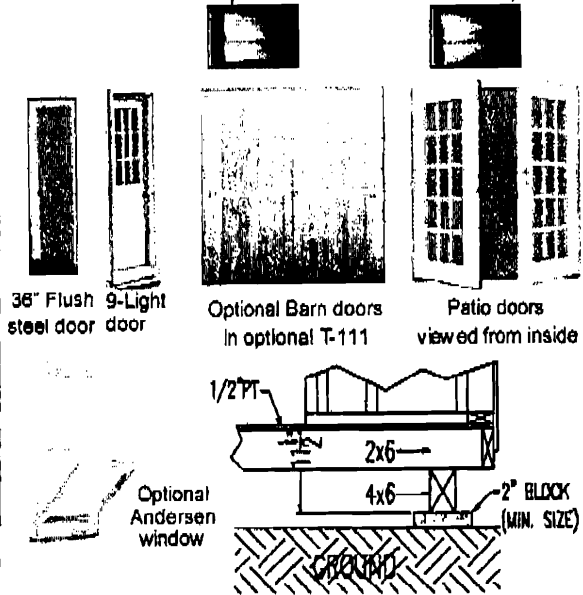 36" Flush
steel door
9-Light
door
Optional Barn doors
In optional T-111
Patio doors
viewed from inside
Optional
Andersen
window
1/2" PT
2x6
4x6
2" BLOCK
(MIN. SIZE)
GROUND